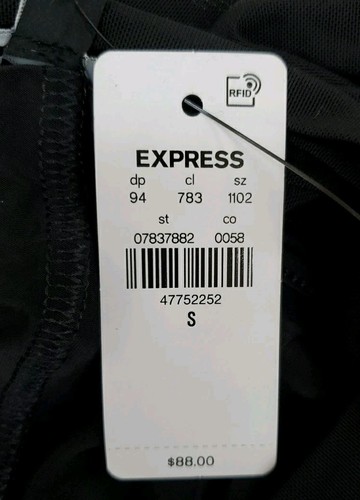 RFID
EXPRESS
dp cl sz
94 783 1102
st co
07837882 0058
47752252
S
$88.00